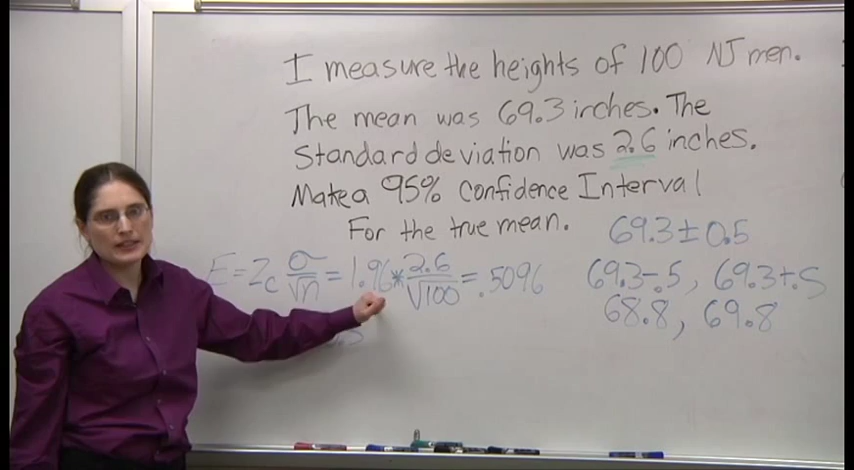 I measure the heights of 100 NJ men.
The mean was 69.3 inches. The
Standard deviation was 2.6 inches.
Make a 95% Confidence Interval
For the true mean.
69.3 ± 0.5
E = Zc σ/√n = 1.96 * 2.6/√100 = .5096
69.3 - .5, 69.3 + .5
68.8, 69.8